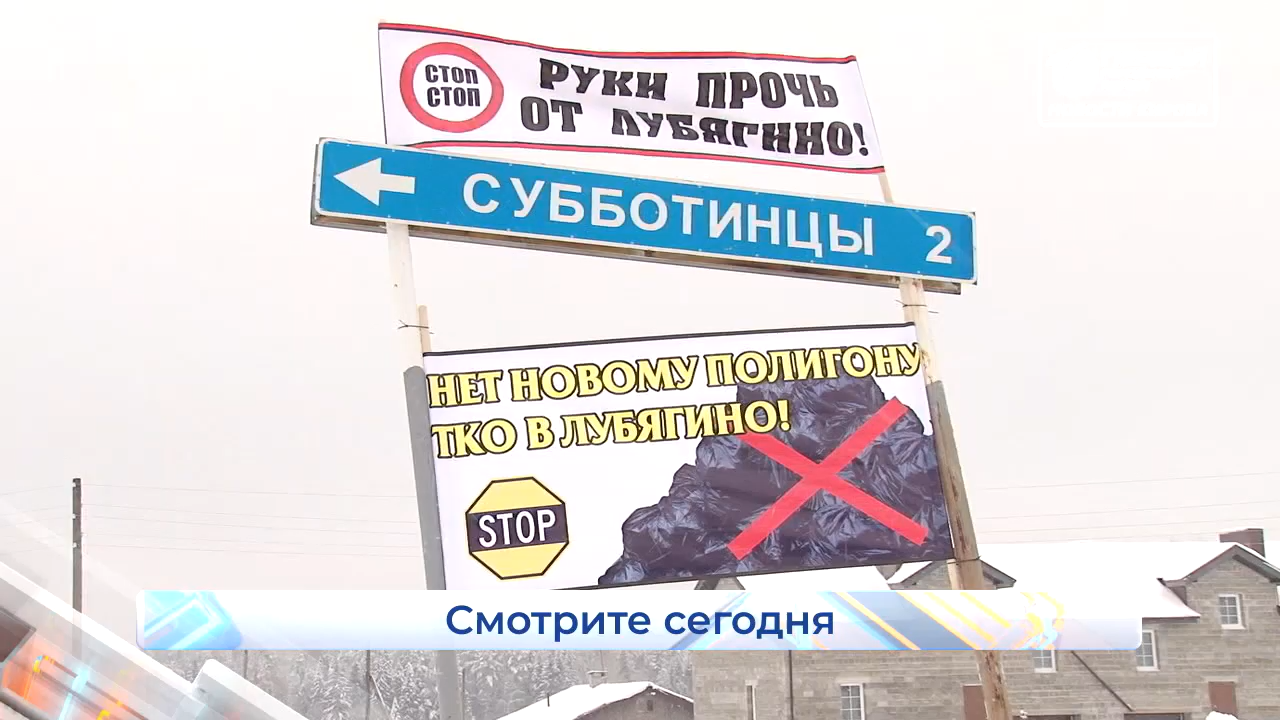 СТОП
СТОП
РУКИ ПРОЧЬ
ОТ ЛУБЯГИНО!
СУББОТИНЦЫ 2
НЕТ НОВОМУ ПОЛИГОНУ
ТКО В ЛУБЯГИНО!
STOP
Смотрите сегодня